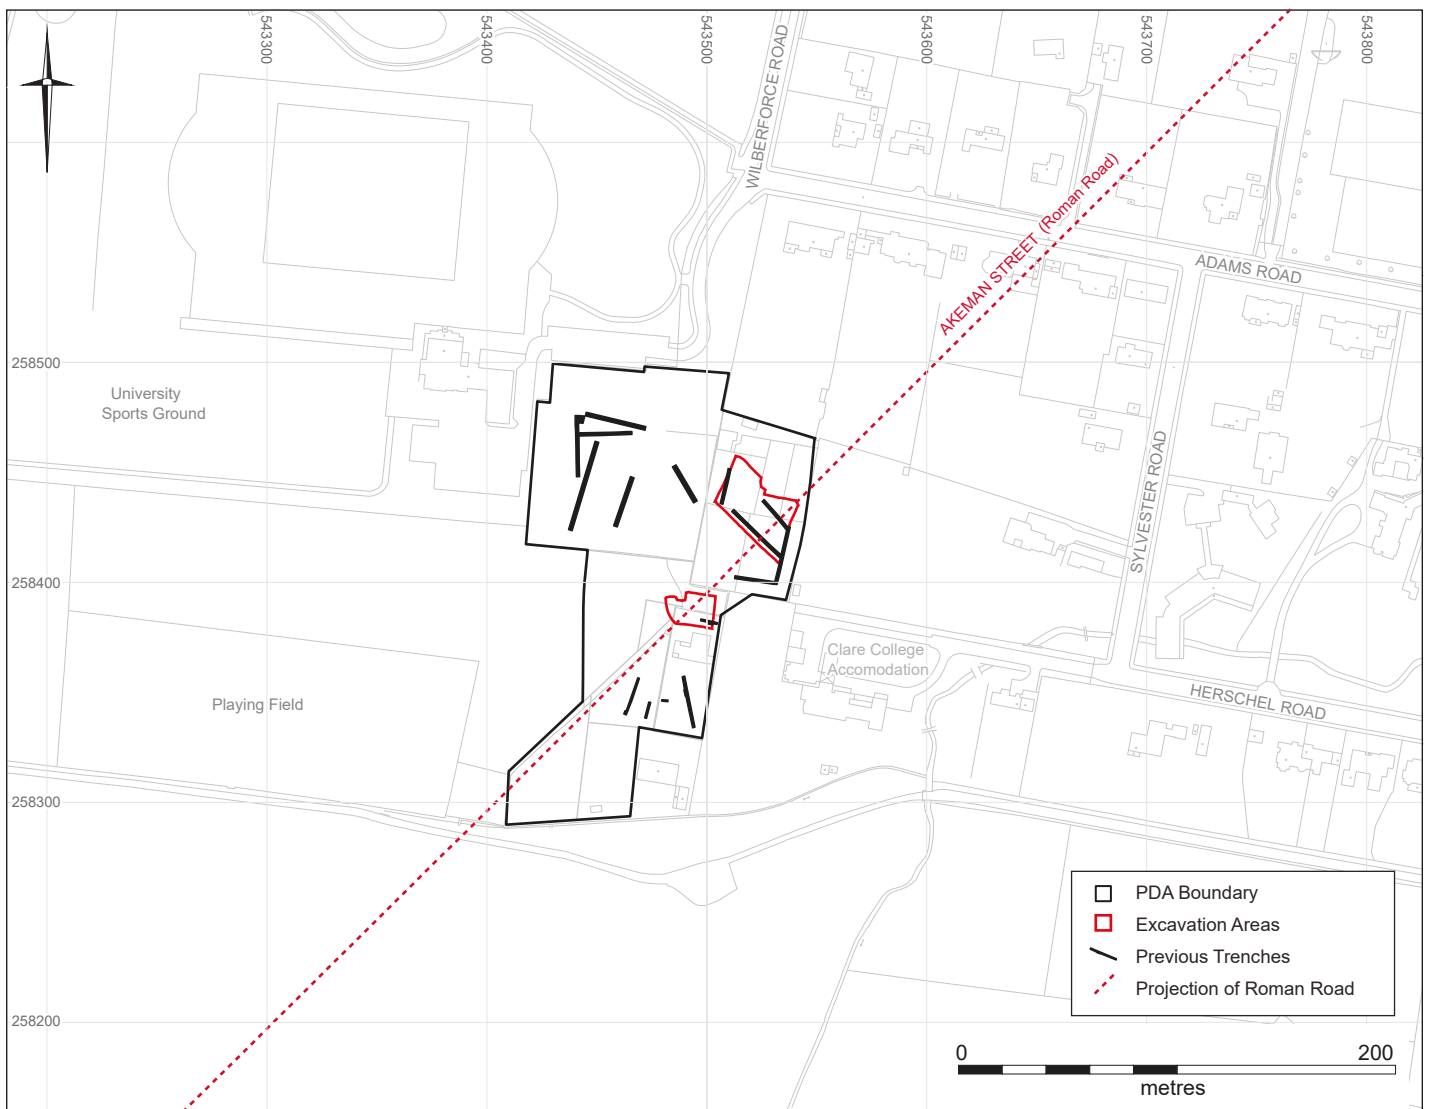 543300
543400
543500
543600
543700
543800
WILBERFORCE ROAD
AKEMAN STREET (Roman Road)
ADAMS ROAD
258500
University
Sports Ground
SYLVESTER ROAD
258400
Clare College
Accomodation
Playing Field
HERSCHEL ROAD
258300
PDA Boundary
Excavation Areas
Previous Trenches
Projection of Roman Road
258200
0 200
metres